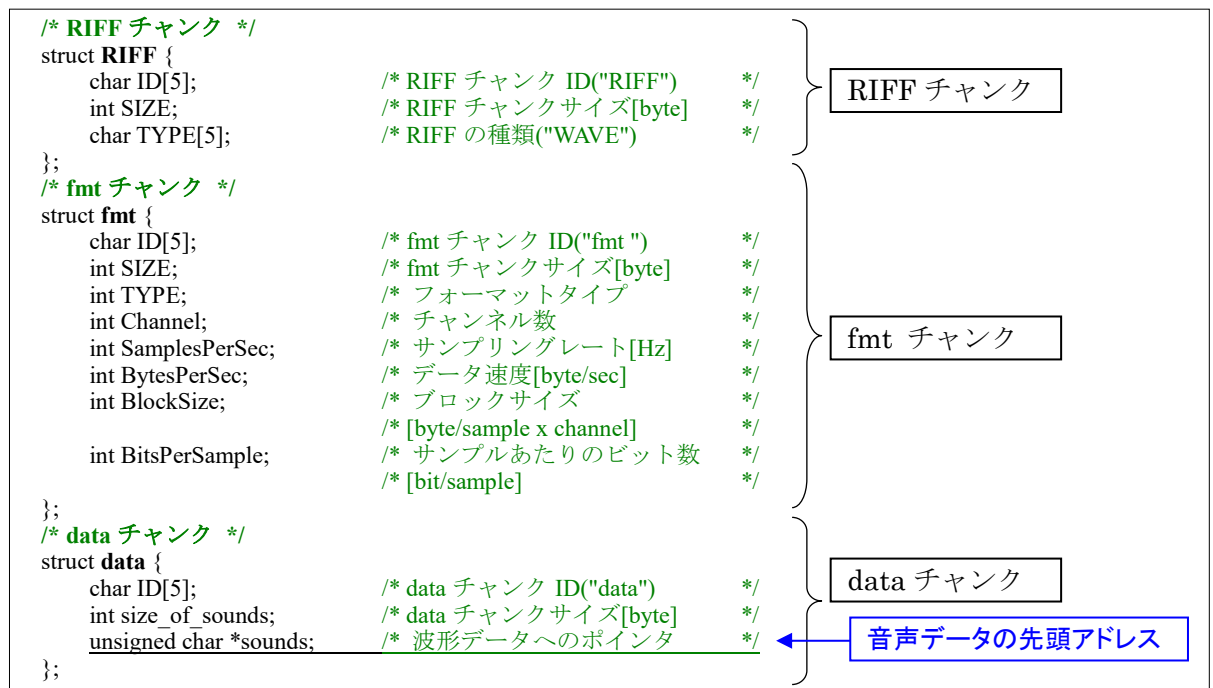 /* RIFF チャンク */
struct RIFF {
char ID[5]; /* RIFF チャンク ID("RIFF") */
int SIZE; /* RIFF チャンクサイズ[byte] */
char TYPE[5]; /* RIFF の種類("WAVE") */
};
RIFF チャンク
/* fmt チャンク */
struct fmt {
char ID[5]; /* fmt チャンク ID("fmt ") */
int SIZE; /* fmt チャンクサイズ[byte] */
int TYPE; /* フォーマットタイプ */
int Channel; /* チャンネル数 */
int SamplesPerSec; /* サンプリングレート[Hz] */
int BytesPerSec; /* データ速度[byte/sec] */
int BlockSize; /* ブロックサイズ */
/* [byte/sample x channel] */
int BitsPerSample; /* サンプルあたりのビット数 */
/* [bit/sample] */
};
fmt チャンク
/* data チャンク */
struct data {
char ID[5]; /* data チャンク ID("data") */
int size_of_sounds; /* data チャンクサイズ[byte] */
unsigned char *sounds; /* 波形データへのポインタ */
};
data チャンク
音声データの先頭アドレス